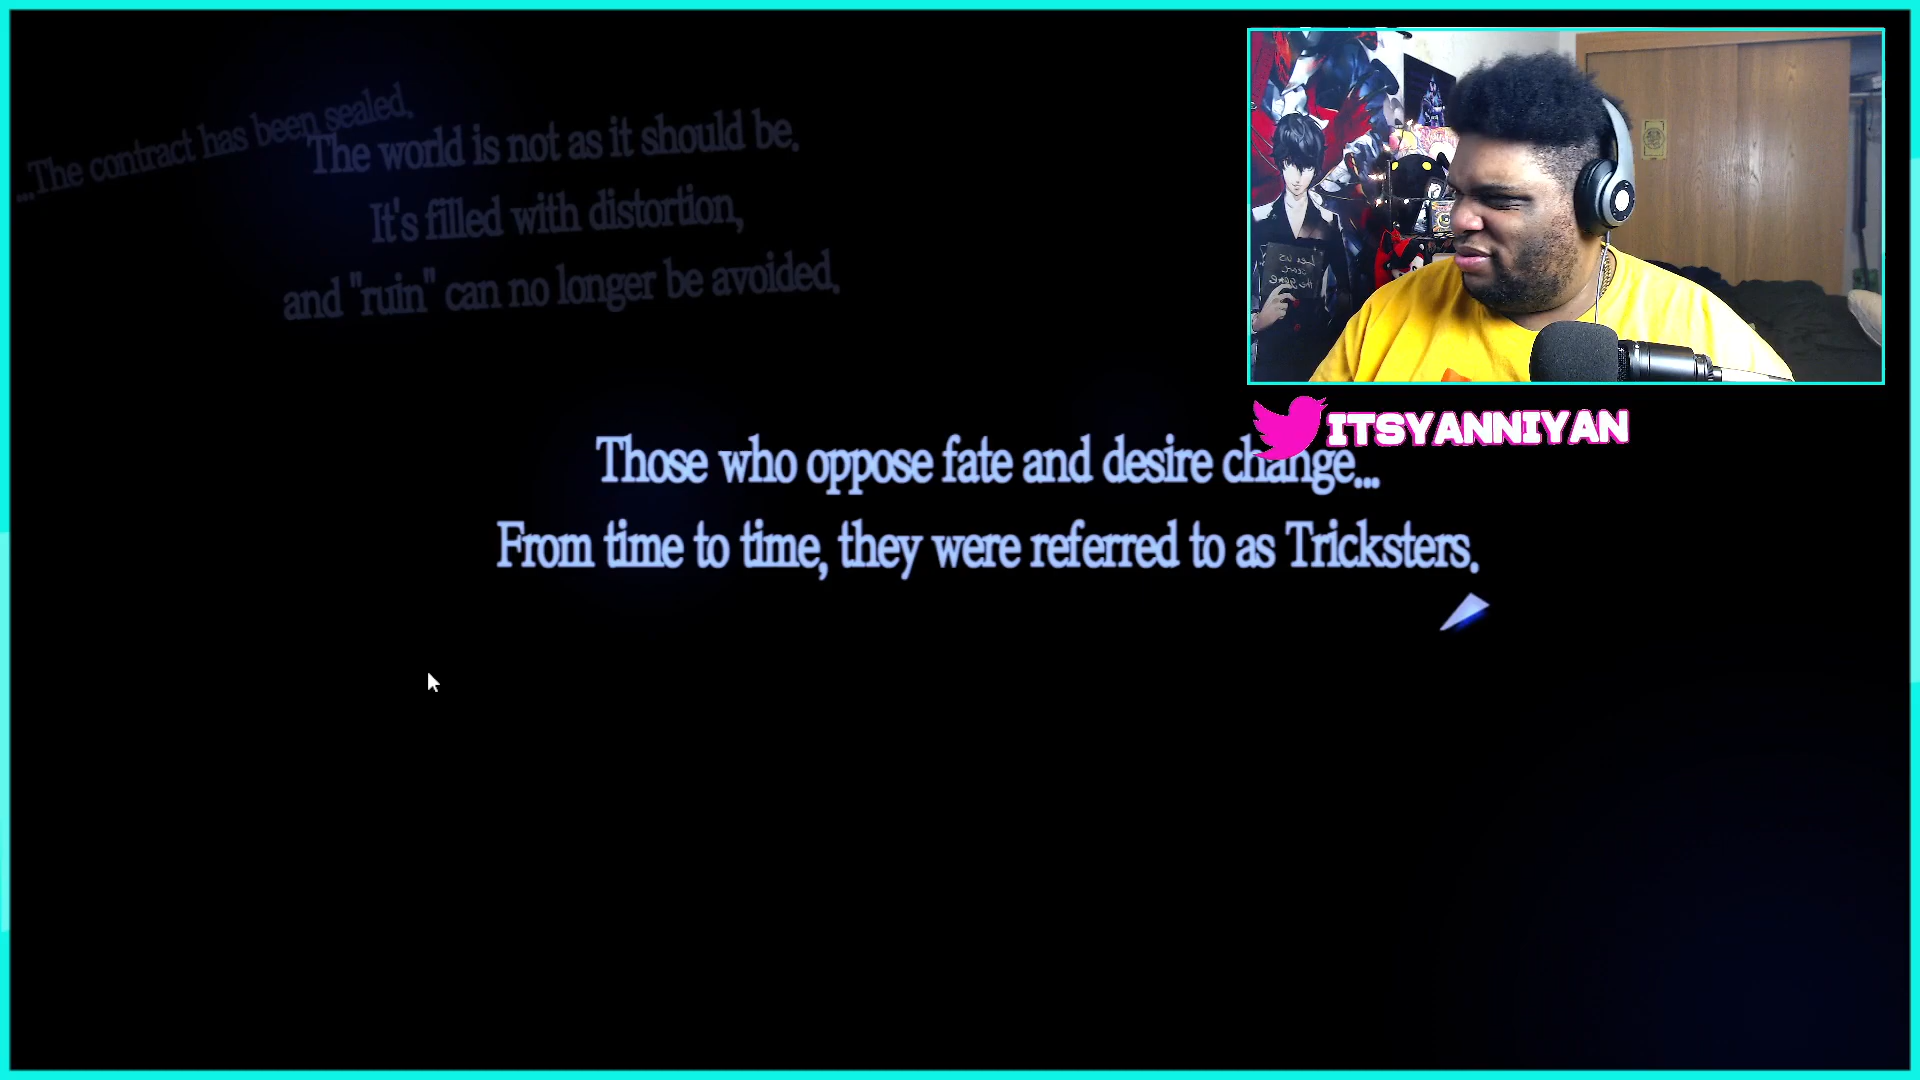 ...The contract has been sealed.
The world is not as it should be.
It's filled with distortion,
and "ruin" can no longer be avoided.
Those who oppose fate and desire change...
From time to time, they were referred to as Tricksters.
ITSYANNIYAN